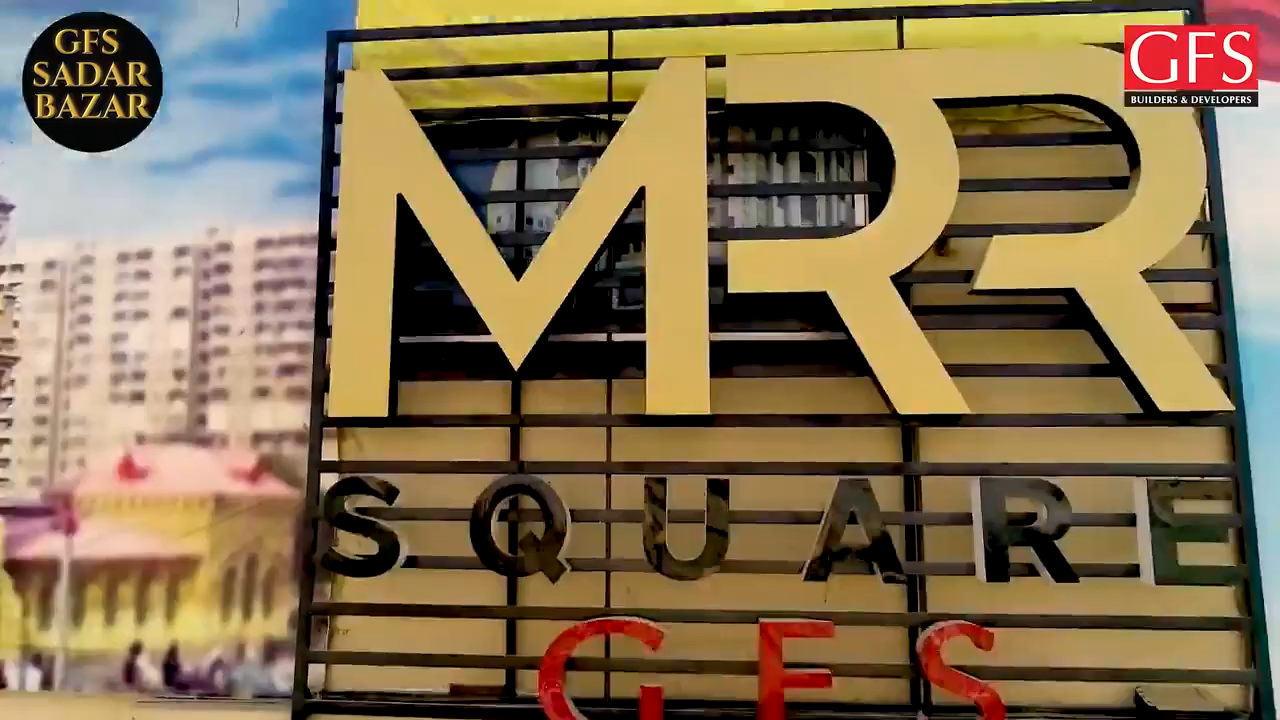 GFS
SADAR
BAZAR
GFS
BUILDERS & DEVELOPERS
MRR
SQUARE
GFS